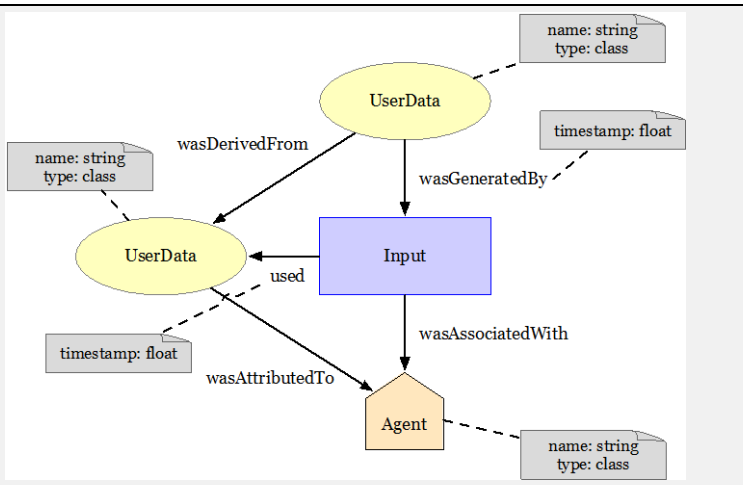 name: string
type: class
UserData
timestamp: float
wasDerivedFrom
name: string
type: class
wasGeneratedBy
UserData
Input
used
wasAssociatedWith
timestamp: float
wasAttributedTo
Agent
name: string
type: class